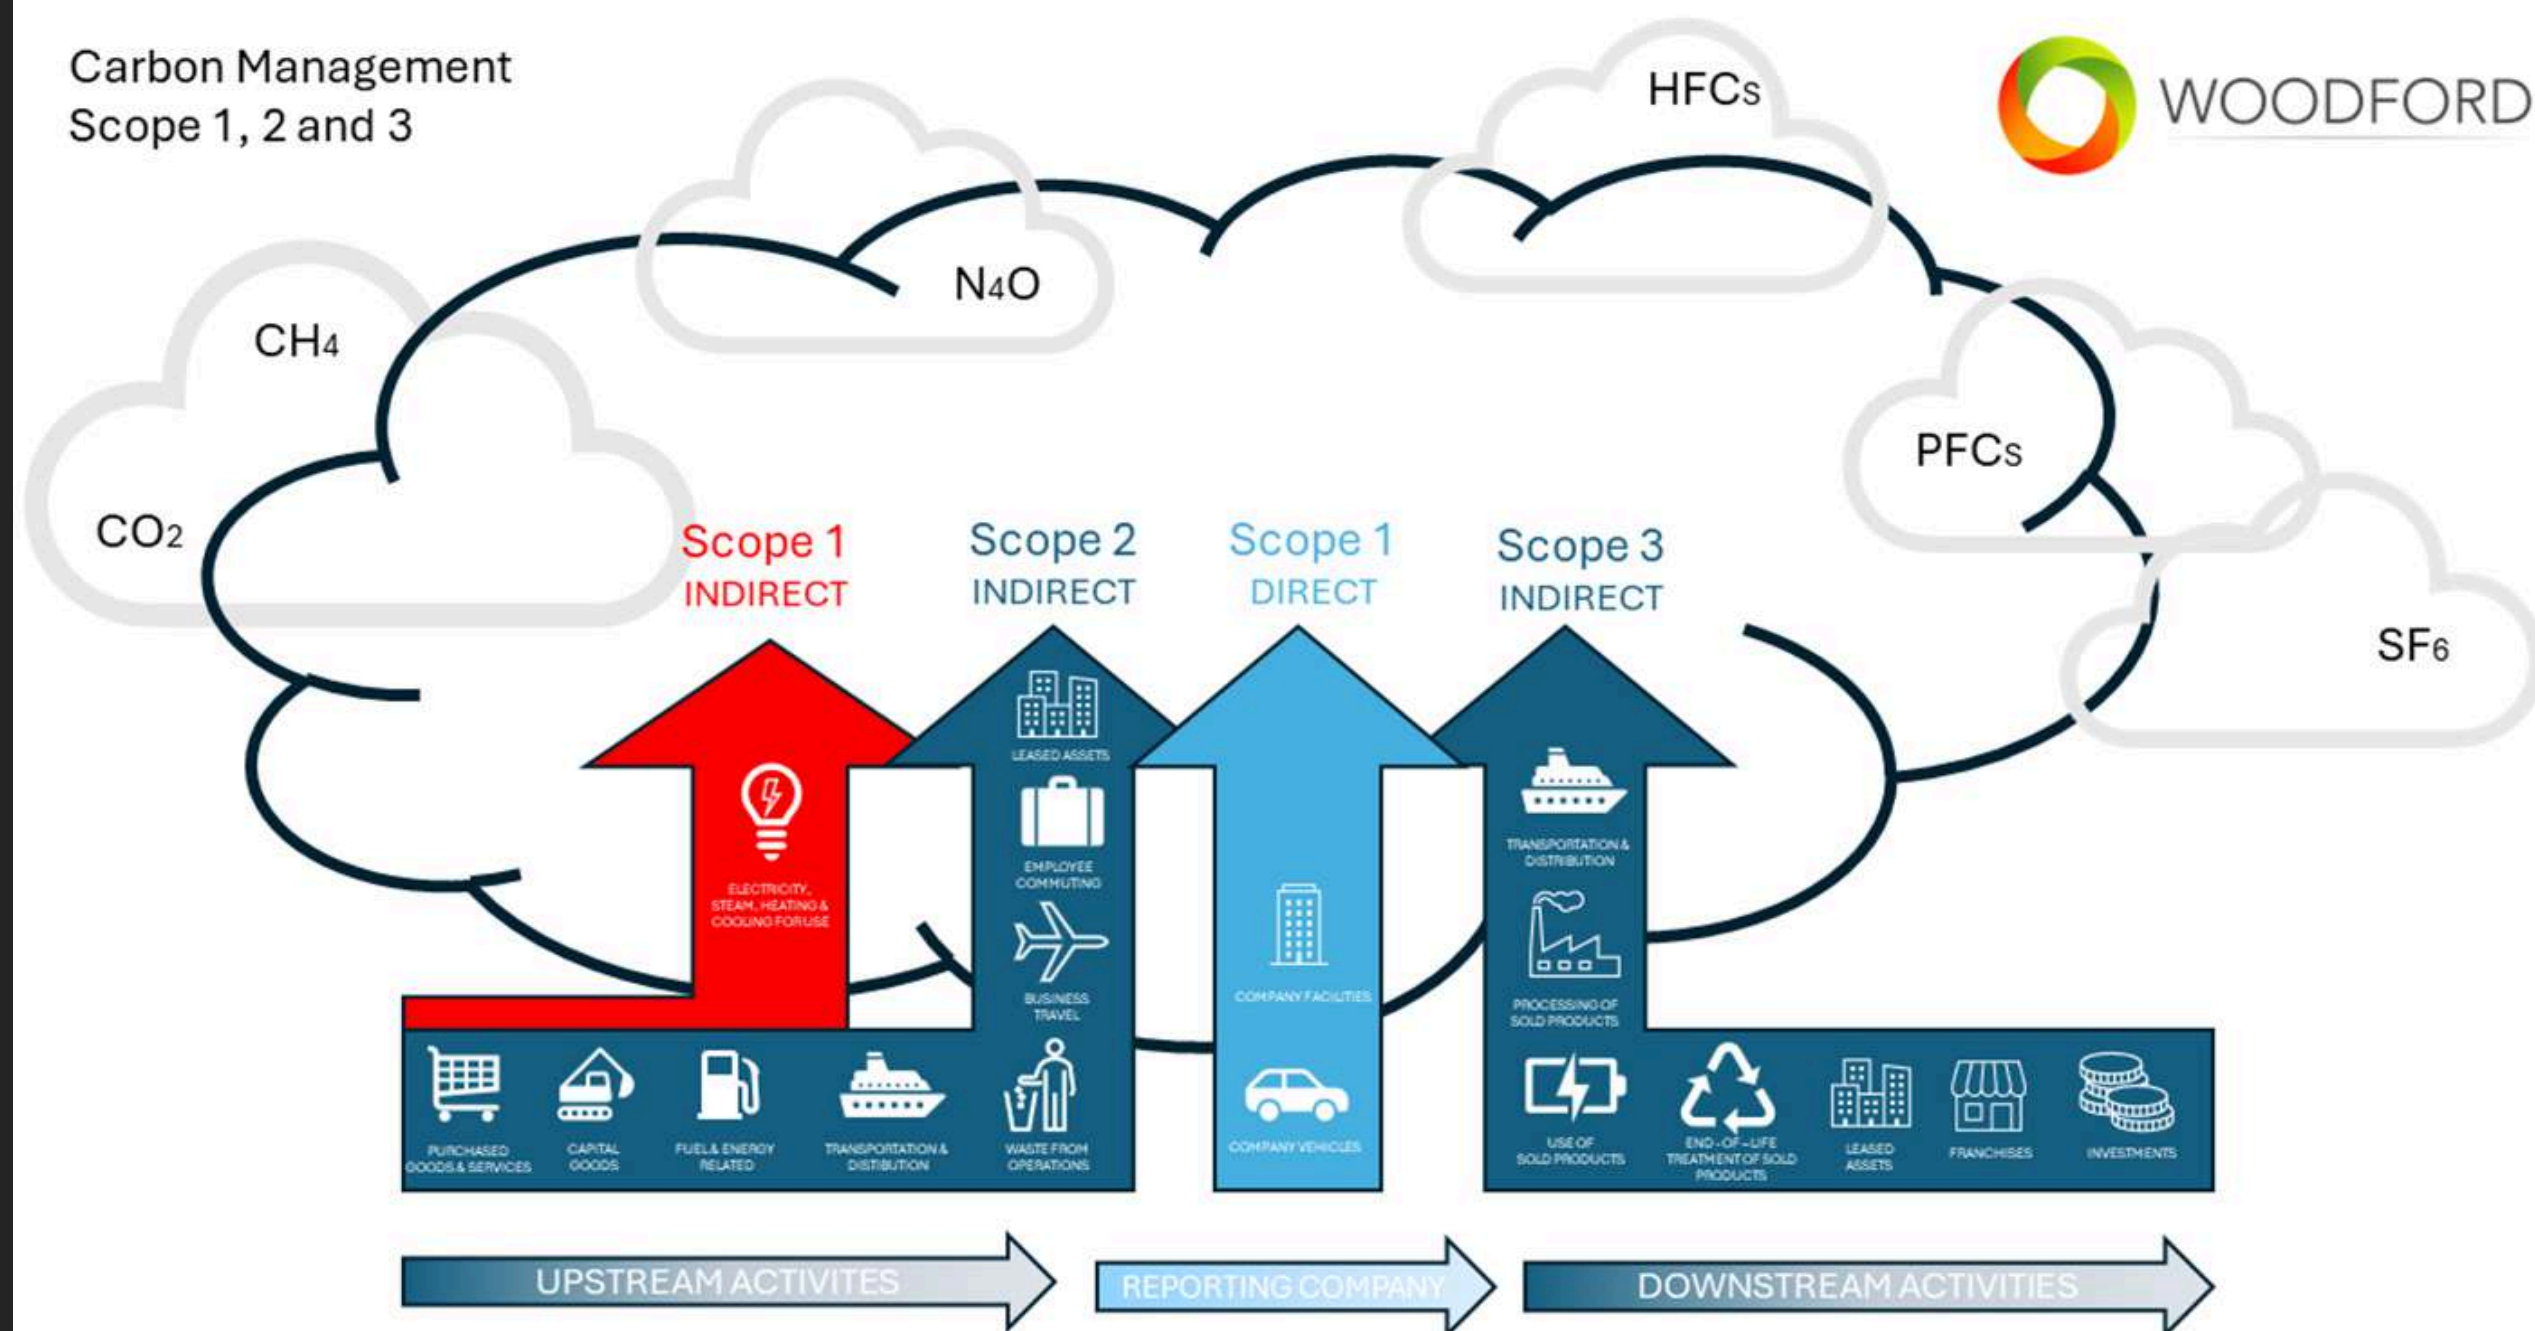 Carbon Management
Scope 1, 2 and 3
WOODFORD
HFCs
N4O
CH4
CO2
PFCs
SF6
Scope 1
INDIRECT
Scope 2
INDIRECT
Scope 1
DIRECT
Scope 3
INDIRECT
ELECTRICITY,
STEAM, HEATING &
COOLING FOR USE
LEASED ASSETS
EMPLOYEE
COMMUTING
BUSINESS
TRAVEL
COMPANY FACILITIES
COMPANY VEHICLES
TRANSPORTATION &
DISTRIBUTION
PROCESSING OF
SOLD PRODUCTS
PURCHASED
GOODS & SERVICES
CAPITAL
GOODS
FUEL & ENERGY
RELATED
TRANSPORTATION &
DISTIBUTION
WASTE FROM
OPERATIONS
USE OF
SOLD PRODUCTS
END-OF-LIFE
TREATMENT OF SOLD
PRODUCTS
LEASED
ASSETS
FRANCHISES
INVESTMENTS
UPSTREAM ACTIVITES
REPORTING COMPANY
DOWNSTREAM ACTIVITIES